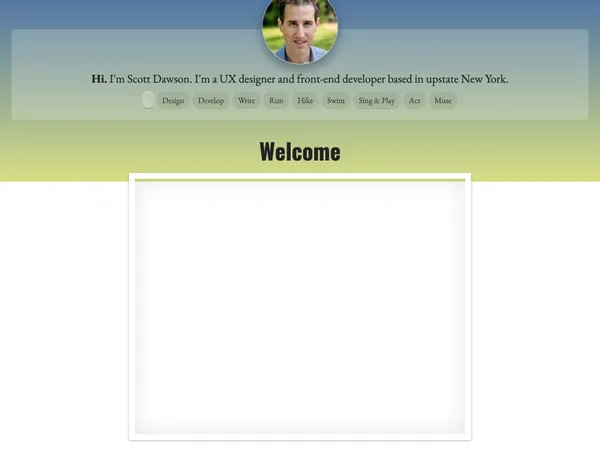 Hi. I'm Scott Dawson. I'm a UX designer and front-end developer based in upstate New York.
Design Develop Write Run Hike Swim Sing & Play Act Muse
Welcome